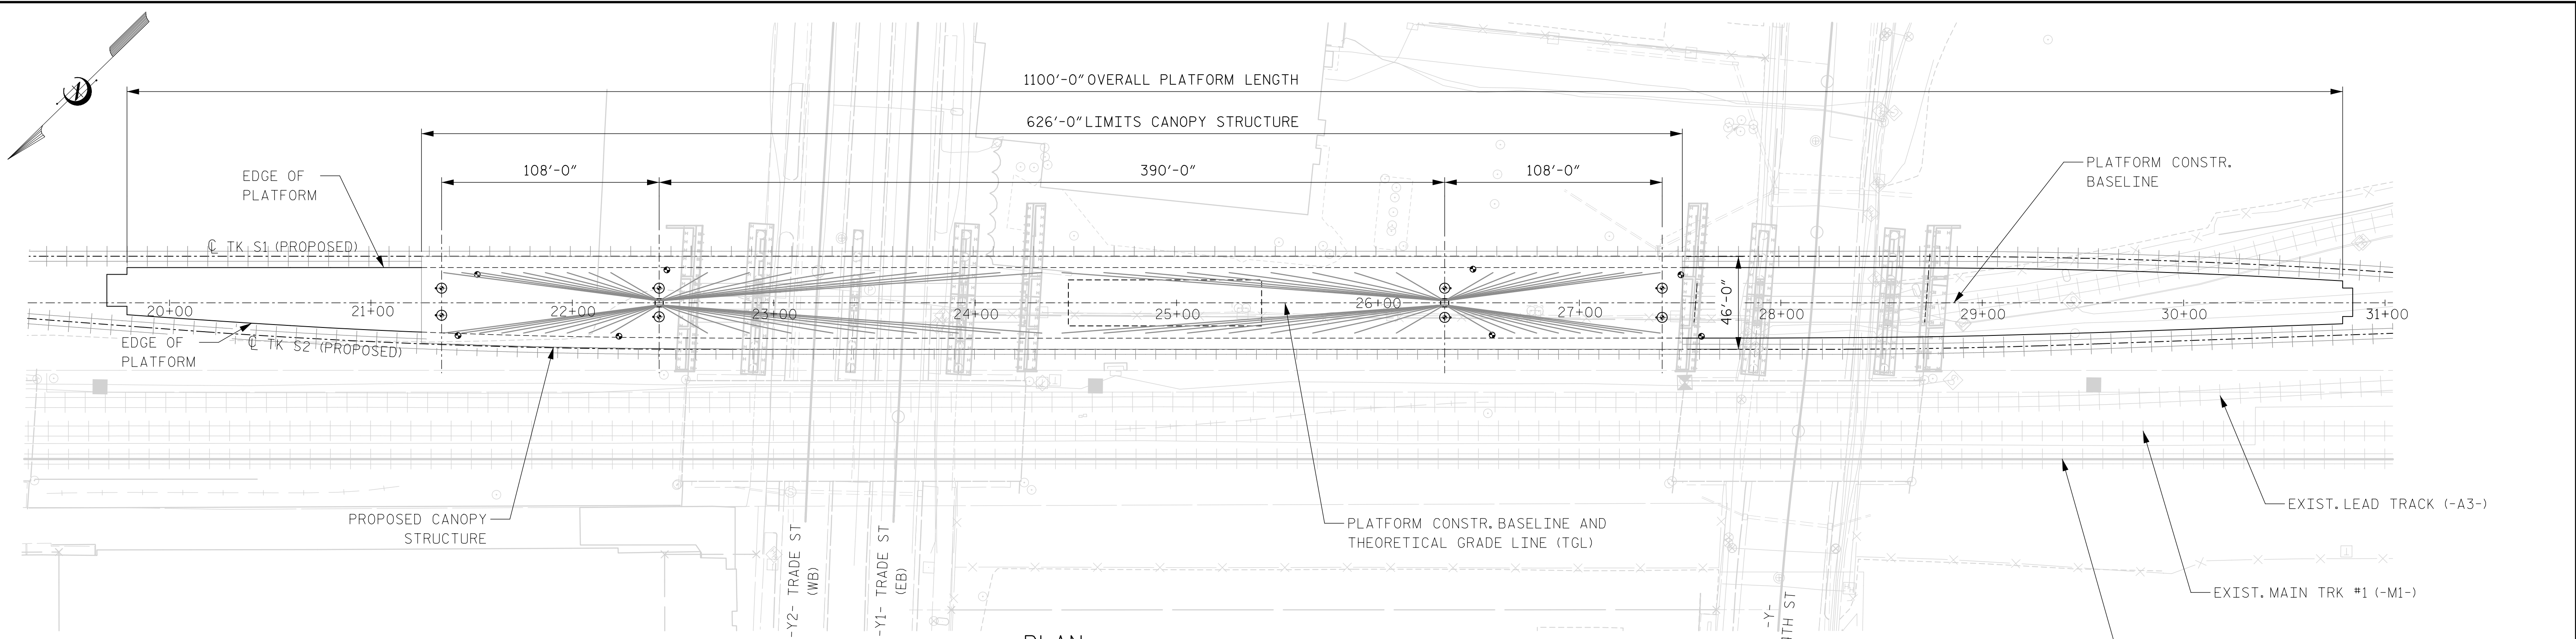 1100'-0" OVERALL PLATFORM LENGTH
626'-0" LIMITS CANOPY STRUCTURE
108'-0"
390'-0"
108'-0"
EDGE OF
PLATFORM
PLATFORM CONSTR.
BASELINE
℄ TK S1 (PROPOSED)
46'-0"
20+00
21+00
22+00
23+00
24+00
25+00
26+00
27+00
28+00
29+00
30+00
31+00
EDGE OF
PLATFORM
℄ TK S2 (PROPOSED)
PROPOSED CANOPY
STRUCTURE
-Y2- TRADE ST
(WB)
-Y1- TRADE ST
(EB)
PLATFORM CONSTR. BASELINE AND
THEORETICAL GRADE LINE (TGL)
-Y-
4TH ST
EXIST. LEAD TRACK (-A3-)
EXIST. MAIN TRK #1 (-M1-)
PLAN